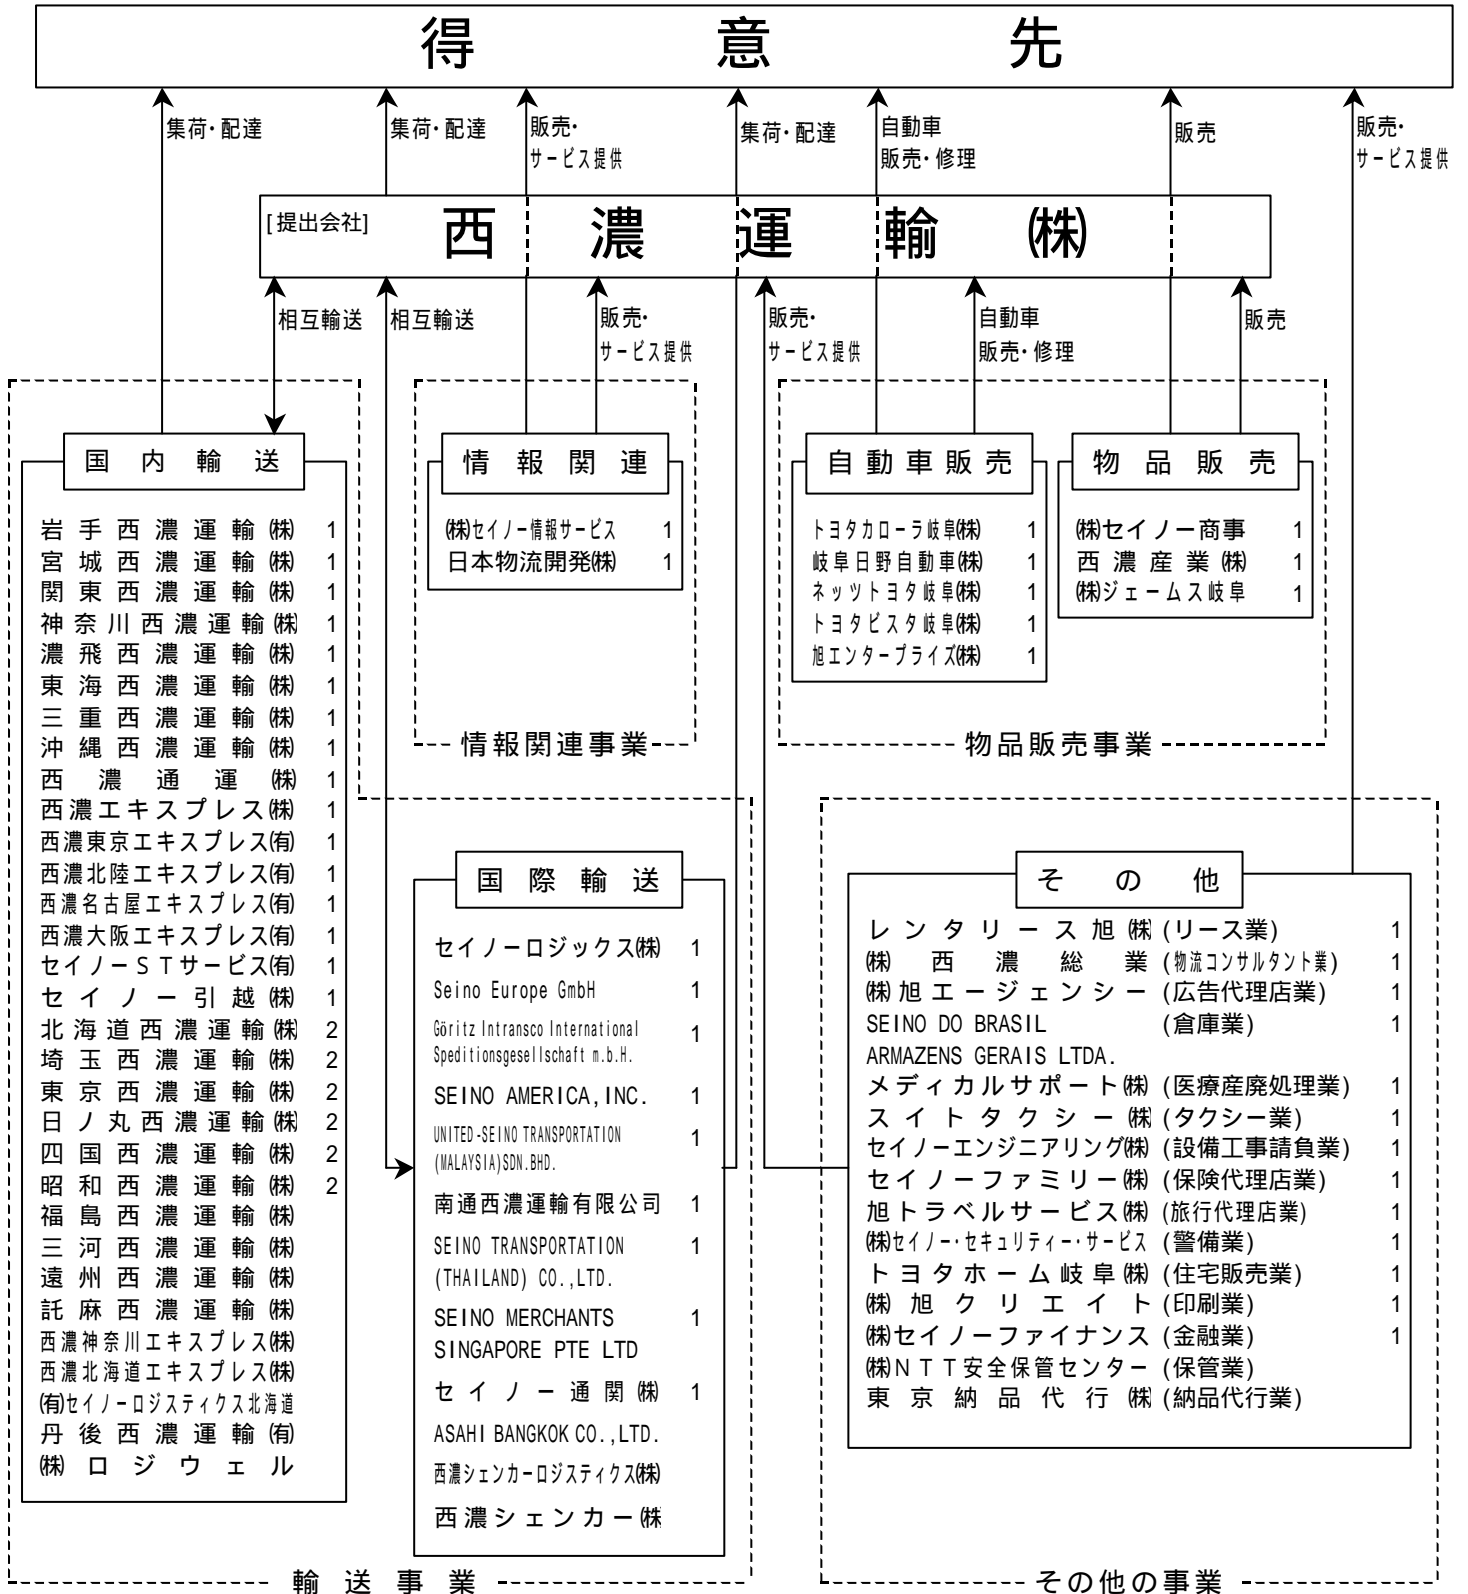 得意先
集荷・配達
集荷・配達
販売・
サービス提供
集荷・配達
自動車
販売・修理
販売
販売・
サービス提供
[提出会社] 西濃運輸㈱
相互輸送
相互輸送
販売・
サービス提供
販売・
サービス提供
自動車
販売・修理
販売
国内輸送
岩手西濃運輸㈱ 1
宮城西濃運輸㈱ 1
関東西濃運輸㈱ 1
神奈川西濃運輸㈱ 1
濃飛西濃運輸㈱ 1
東海西濃運輸㈱ 1
三重西濃運輸㈱ 1
沖縄西濃運輸㈱ 1
西濃通運㈱ 1
西濃エキスプレス㈱ 1
西濃東京エキスプレス㈲ 1
西濃北陸エキスプレス㈲ 1
西濃名古屋エキスプレス㈲ 1
西濃大阪エキスプレス㈲ 1
セイノーSTサービス㈲ 1
セイノー引越㈱ 1
北海道西濃運輸㈱ 2
埼玉西濃運輸㈱ 2
東京西濃運輸㈱ 2
日ノ丸西濃運輸㈱ 2
四国西濃運輸㈱ 2
昭和西濃運輸㈱ 2
福島西濃運輸㈱
三河西濃運輸㈱
遠州西濃運輸㈱
託麻西濃運輸㈱
西濃神奈川エキスプレス㈱
西濃北海道エキスプレス㈱
㈲セイノーロジスティクス北海道
丹後西濃運輸㈲
㈱ロジウェル
情報関連
㈱セイノー情報サービス 1
日本物流開発㈱ 1
情報関連事業
自動車販売
トヨタカローラ岐阜㈱ 1
岐阜日野自動車㈱ 1
ネッツトヨタ岐阜㈱ 1
トヨタビスタ岐阜㈱ 1
旭エンタープライズ㈱ 1
物品販売
㈱セイノー商事 1
西濃産業㈱ 1
㈱ジェームス岐阜 1
物品販売事業
国際輸送
セイノーロジックス㈱ 1
Seino Europe GmbH 1
Göritz Intransco International 1
Speditionsgesellschaft m.b.H.
SEINO AMERICA,INC. 1
UNITED-SEINO TRANSPORTATION 1
(MALAYSIA)SDN.BHD.
南通西濃運輸有限公司 1
SEINO TRANSPORTATION 1
(THAILAND) CO.,LTD.
SEINO MERCHANTS 1
SINGAPORE PTE LTD
セイノー通関㈱ 1
ASAHI BANGKOK CO.,LTD.
西濃シェンカーロジスティクス㈱
西濃シェンカー㈱
輸送事業
その他
レンタリース旭㈱ (リース業) 1
㈱西濃総業 (物流コンサルタント業) 1
㈱旭エージェンシー (広告代理店業) 1
SEINO DO BRASIL (倉庫業) 1
ARMAZENS GERAIS LTDA.
メディカルサポート㈱ (医療産廃処理業) 1
スイトタクシー㈱ (タクシー業) 1
セイノーエンジニアリング㈱ (設備工事請負業) 1
セイノーファミリー㈱ (保険代理店業) 1
旭トラベルサービス㈱ (旅行代理店業) 1
㈱セイノー・セキュリティー・サービス (警備業) 1
トヨタホーム岐阜㈱ (住宅販売業) 1
㈱旭クリエイト (印刷業) 1
㈱セイノーファイナンス (金融業) 1
㈱NTT安全保管センター (保管業)
東京納品代行㈱ (納品代行業)
その他の事業